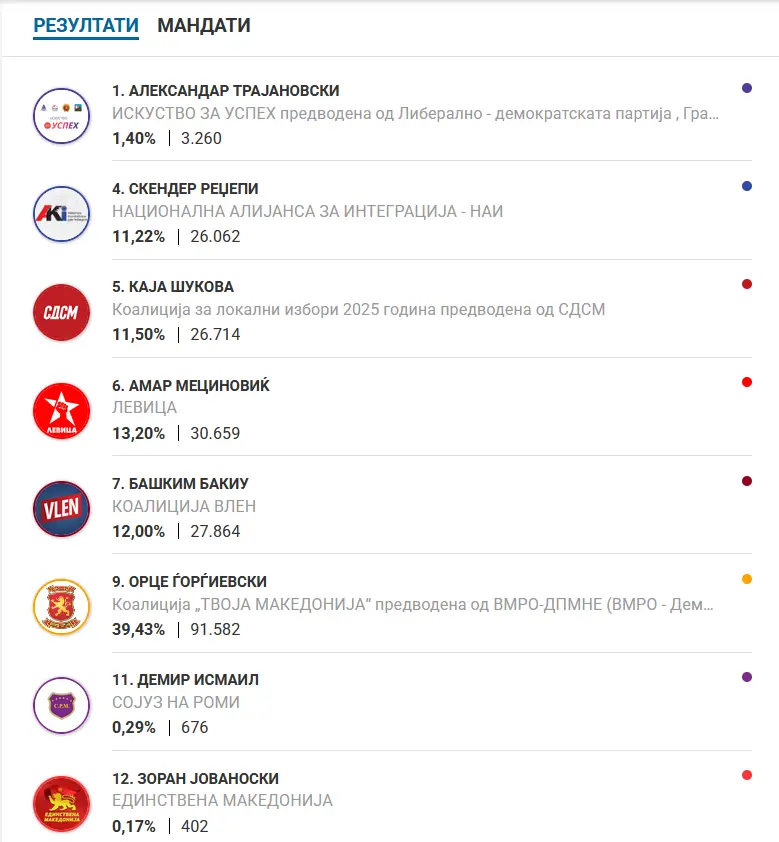 РЕЗУЛТАТИ МАНДАТИ
1. АЛЕКСАНДАР ТРАЈАНОВСКИ
ИСКУСТВО ЗА УСПЕХ предводена од Либерално - демократската партија , Гра...
1,40% | 3.260
УСПЕХ
4. СКЕНДЕР РЕЏЕПИ
НАЦИОНАЛНА АЛИЈАНСА ЗА ИНТЕГРАЦИЈА - НАИ
11,22% | 26.062
AKI
5. КАЈА ШУКОВА
Коалиција за локални избори 2025 година предводена од СДСМ
11,50% | 26.714
СДСМ
6. АМАР МЕЦИНОВИЌ
ЛЕВИЦА
13,20% | 30.659
ЛЕВИЦА
7. БАШКИМ БАКИУ
КОАЛИЦИЈА ВЛЕН
12,00% | 27.864
VLEN
9. ОРЦЕ ЃОРЃИЕВСКИ
Коалиција „ТВОЈА МАКЕДОНИЈА“ предводена од ВМРО-ДПМНЕ (ВМРО - Дем...
39,43% | 91.582
11. ДЕМИР ИСМАИЛ
СОЈУЗ НА РОМИ
0,29% | 676
С.Р.М.
12. ЗОРАН ЈОВАНОСКИ
ЕДИНСТВЕНА МАКЕДОНИЈА
0,17% | 402
ЕДИНСТВЕНА
МАКЕДОНИЈА